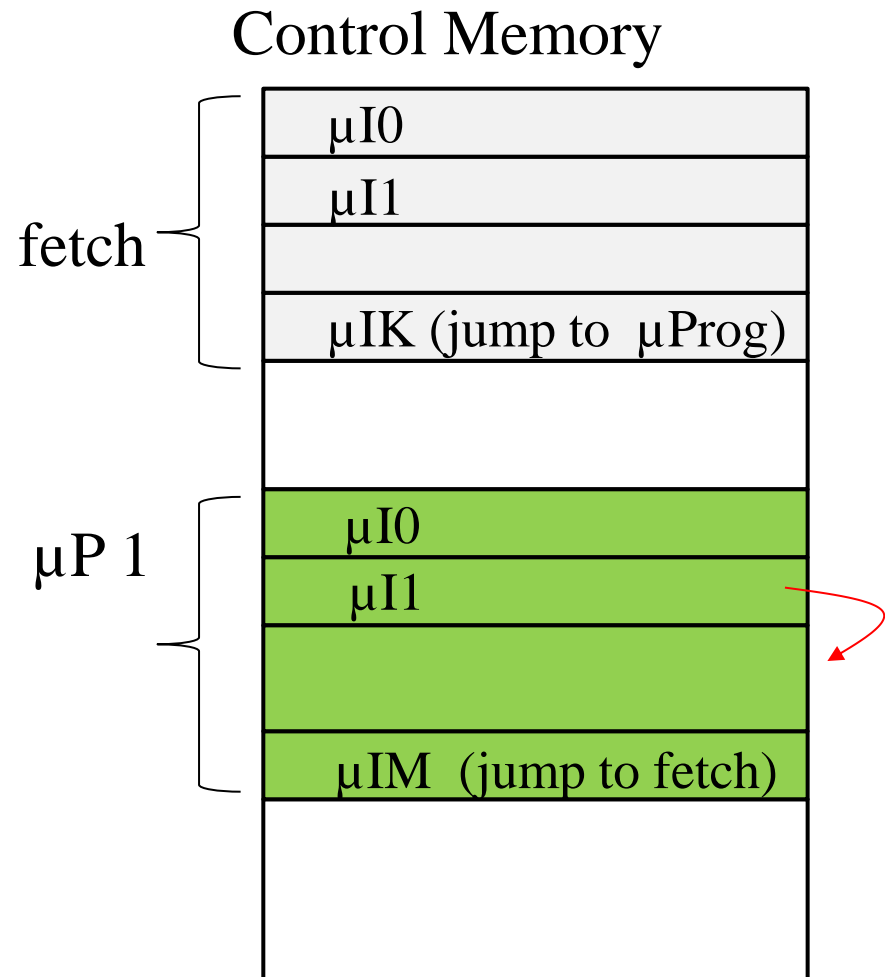 Control Memory
µI0
µI1
fetch
µIK (jump to µProg)
µI0
µP 1
µI1
µIM (jump to fetch)